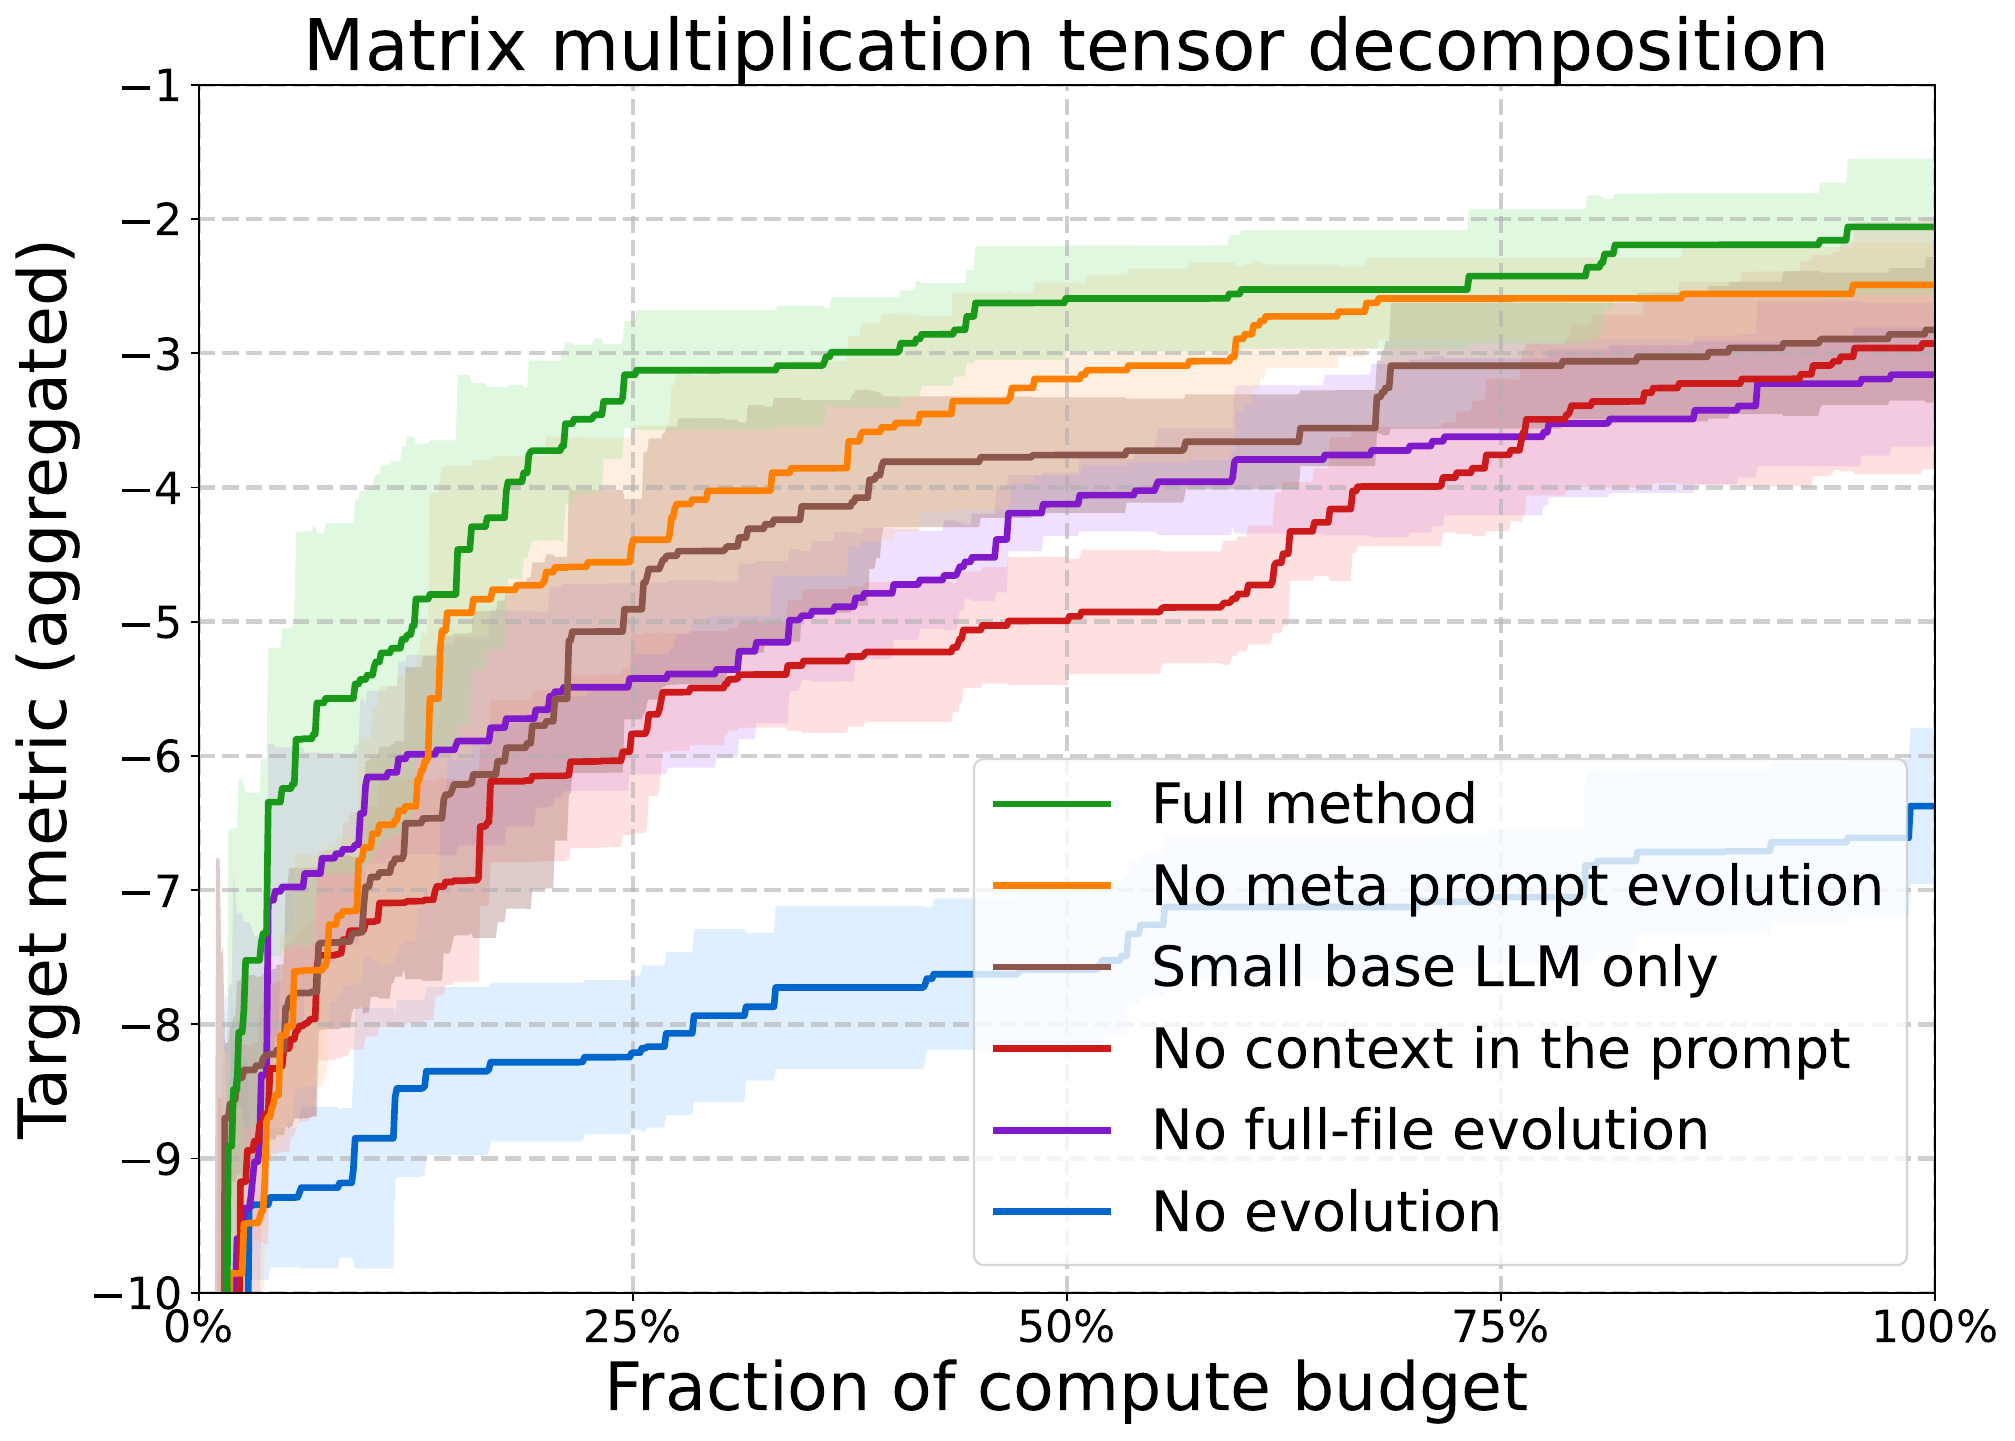 Matrix multiplication tensor decomposition
Target metric (aggregated)
−1
−2
−3
−4
−5
−6
−7
−8
−9
−10
Full method
No meta prompt evolution
Small base LLM only
No context in the prompt
No full-file evolution
No evolution
0% 25% 50% 75% 100%
Fraction of compute budget